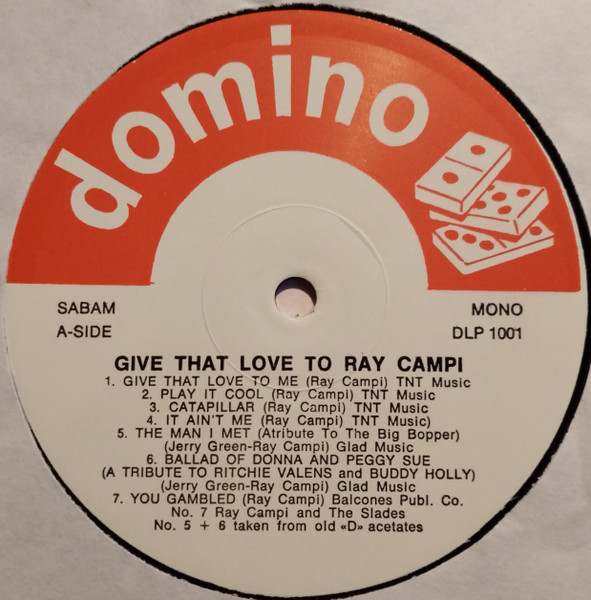 domino
SABAM
MONO
A-SIDE
DLP 1001
GIVE THAT LOVE TO RAY CAMPI
1. GIVE THAT LOVE TO ME (Ray Campi) TNT Music
2. PLAY IT COOL (Ray Campi) TNT Music
3. CATAPILLAR (Ray Campi) TNT Music
4. IT AIN'T ME (Ray Campi TNT Music)
5. THE MAN I MET (Atribute To The Big Bopper)
(Jerry Green-Ray Campi) Glad Music
6. BALLAD OF DONNA AND PEGGY SUE
(A TRIBUTE TO RITCHIE VALENS and BUDDY HOLLY)
(Jerry Green-Ray Campi) Glad Music
7. YOU GAMBLED (Ray Campi) Balcones Publ. Co.
No. 7 Ray Campi and The Slades
No. 5 + 6 taken from old «D» acetates